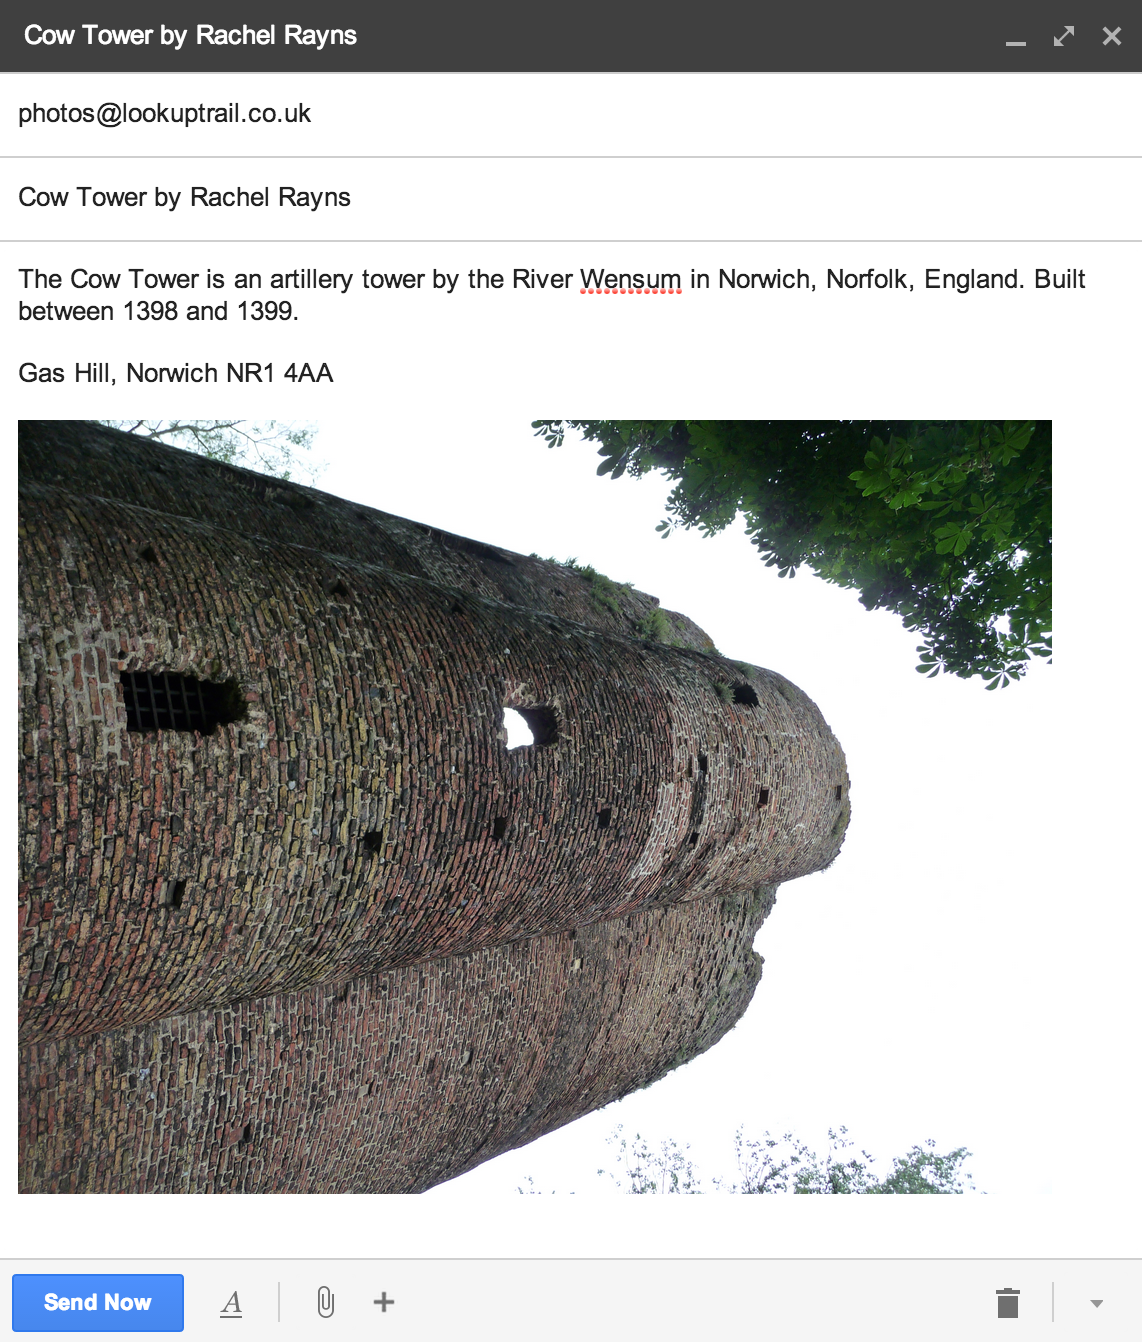 Cow Tower by Rachel Rayns
photos@lookuptrail.co.uk
Cow Tower by Rachel Rayns
The Cow Tower is an artillery tower by the River Wensum in Norwich, Norfolk, England. Built
between 1398 and 1399.
Gas Hill, Norwich NR1 4AA
Send Now
A